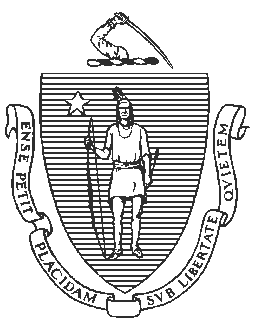 ENSE PETIT
PLACIDAM
SVB LIBERTATE
QVIETEM